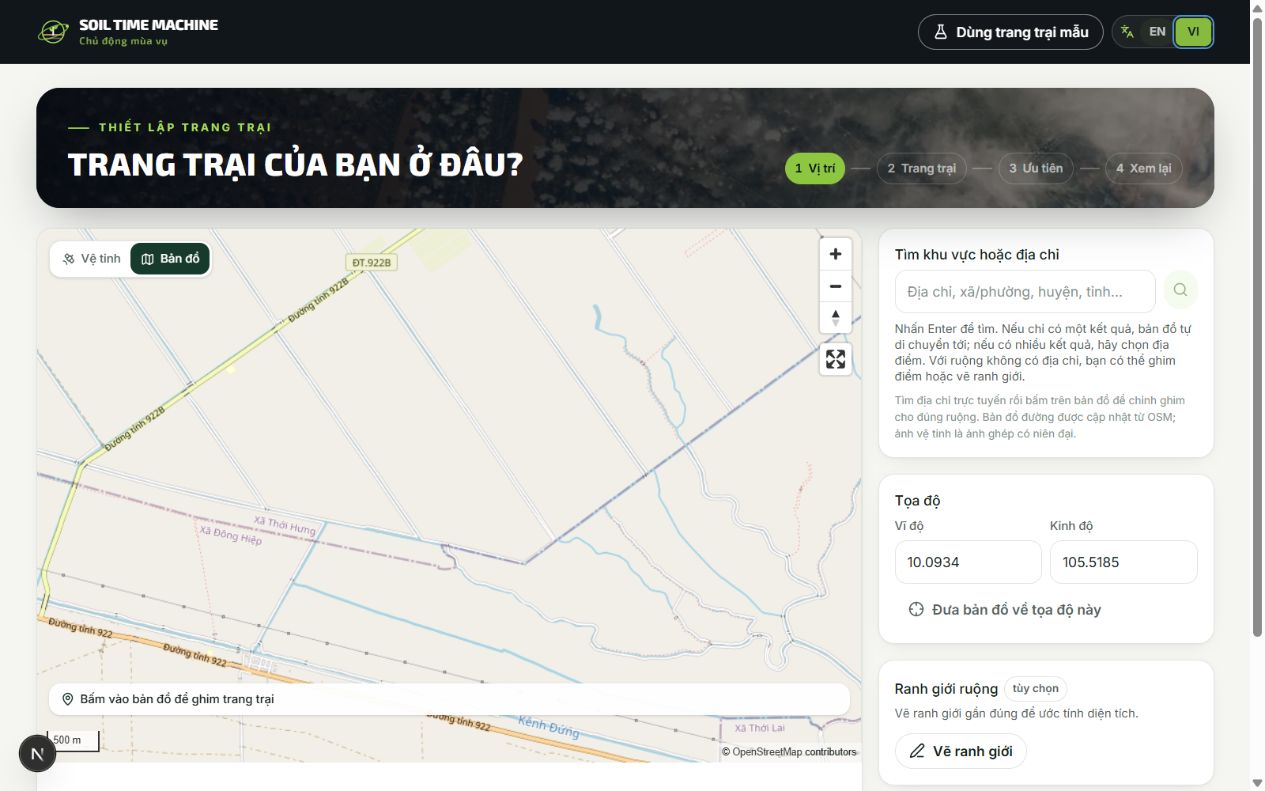 SOIL TIME MACHINE
Chủ động mùa vụ
Dùng trang trại mẫu
EN
VI
THIẾT LẬP TRANG TRẠI
TRANG TRẠI CỦA BẠN Ở ĐÂU?
1 Vị trí
2 Trang trại
3 Ưu tiên
4 Xem lại
Vệ tinh
Bản đồ
ĐT.922B
Đường tỉnh 922B
Đường tỉnh 922B
Xã Thới Hưng
Xã Đông Hiệp
Đường tỉnh 922
Đường tỉnh 922
Đường tỉnh 922
Kênh Đứng
Xã Thới Lai
Bấm vào bản đồ để ghim trang trại
500 m
N
© OpenStreetMap contributors
Tìm khu vực hoặc địa chỉ
Địa chỉ, xã/phường, huyện, tỉnh...
Nhấn Enter để tìm. Nếu chỉ có một kết quả, bản đồ tự
di chuyển tới; nếu có nhiều kết quả, hãy chọn địa
điểm. Với ruộng không có địa chỉ, bạn có thể ghim
điểm hoặc vẽ ranh giới.
Tìm địa chỉ trực tuyến rồi bấm trên bản đồ để chỉnh ghim
cho đúng ruộng. Bản đồ đường được cập nhật từ OSM;
ảnh vệ tinh là ảnh ghép có niên đại.
Tọa độ
Vĩ độ
Kinh độ
10.0934
105.5185
Đưa bản đồ về tọa độ này
Ranh giới ruộng
tùy chọn
Vẽ ranh giới gần đúng để ước tính diện tích.
Vẽ ranh giới